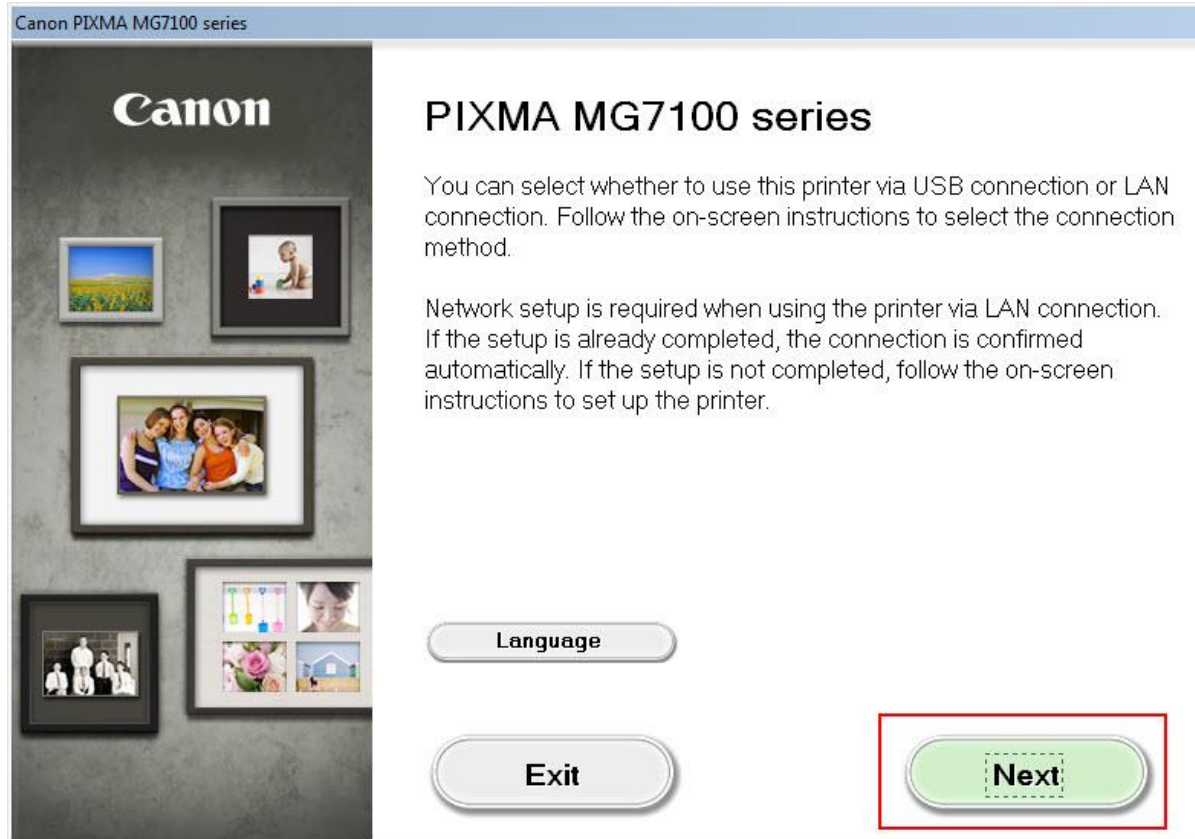 Canon PIXMA MG7100 series
Canon
PIXMA MG7100 series
You can select whether to use this printer via USB connection or LAN
connection. Follow the on-screen instructions to select the connection
method.
Network setup is required when using the printer via LAN connection.
If the setup is already completed, the connection is confirmed
automatically. If the setup is not completed, follow the on-screen
instructions to set up the printer.
Language
Exit
Next